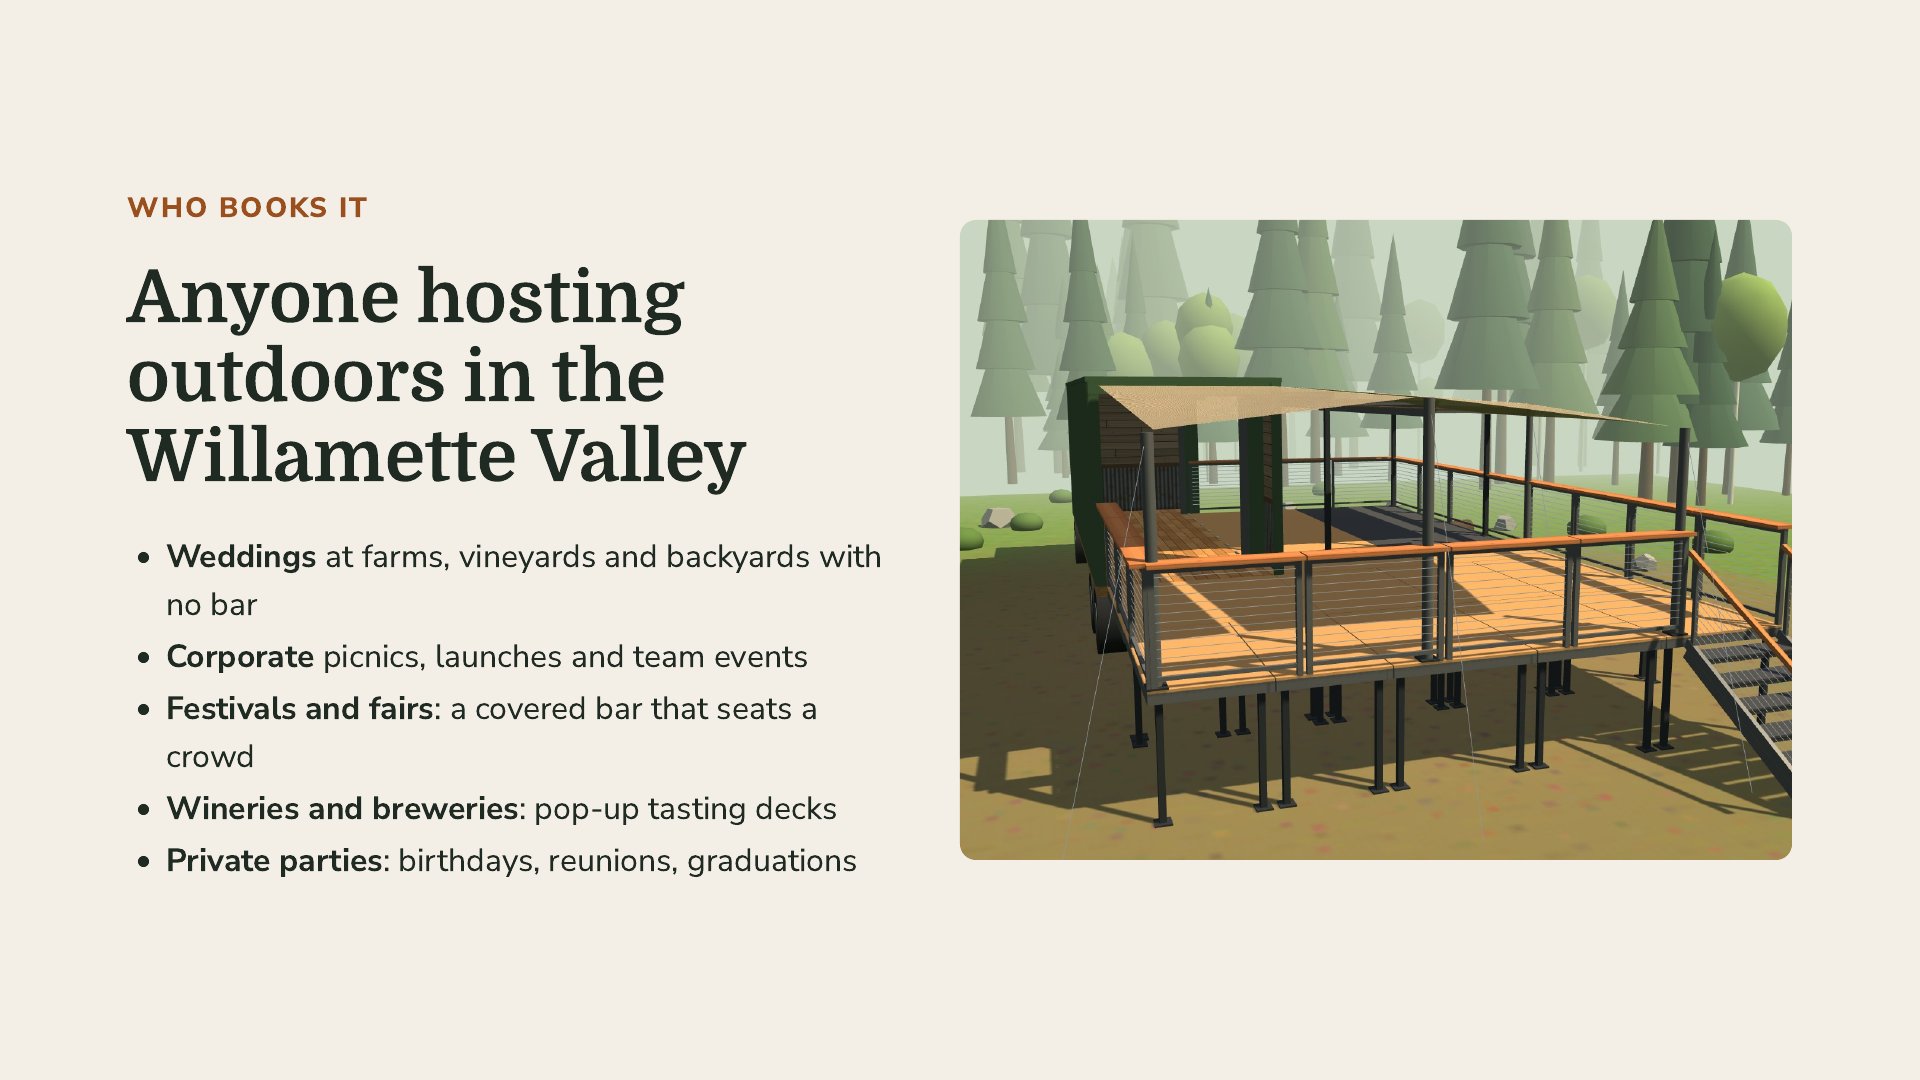 WHO BOOKS IT
Anyone hosting
outdoors in the
Willamette Valley
• Weddings at farms, vineyards and backyards with
no bar
• Corporate picnics, launches and team events
• Festivals and fairs: a covered bar that seats a
crowd
• Wineries and breweries: pop-up tasting decks
• Private parties: birthdays, reunions, graduations